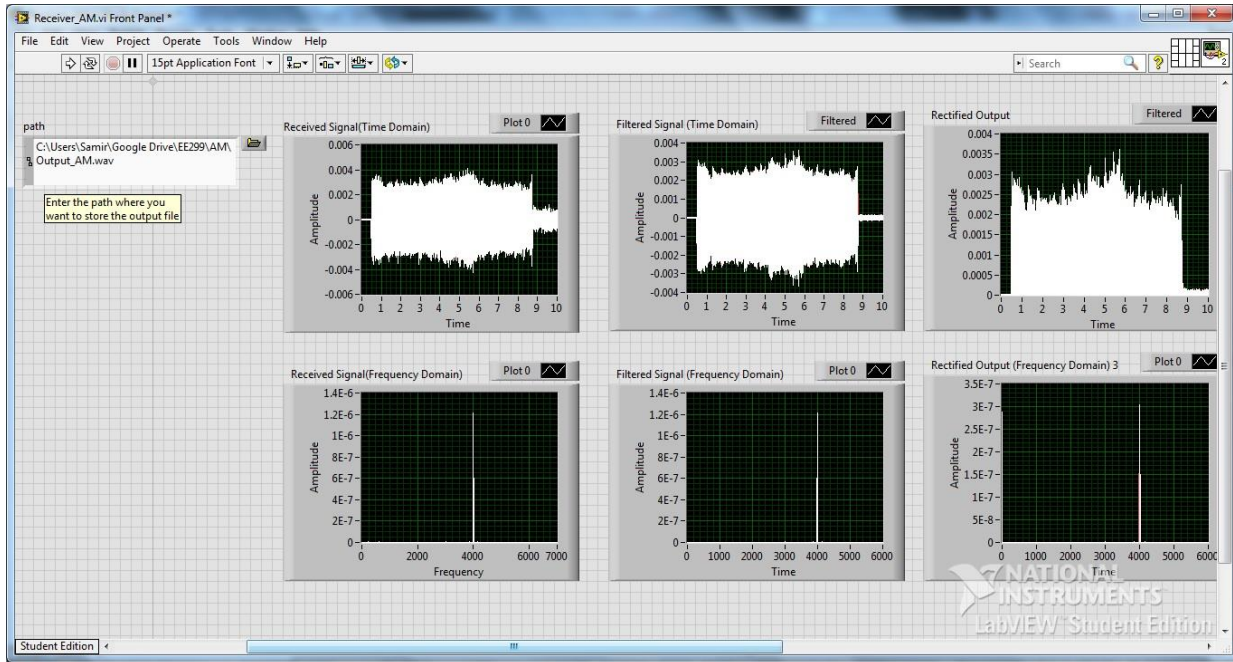 Receiver_AM.vi Front Panel *
File Edit View Project Operate Tools Window Help
15pt Application Font
Search
2
path
C:\Users\Samir\Google Drive\EE299\AM\
Output_AM.wav
Enter the path where you
want to store the output file
Received Signal(Time Domain)
Plot 0
0.006
0.004
0.002
0
-0.002
-0.004
-0.006
Amplitude
0 1 2 3 4 5 6 7 8 9 10
Time
Filtered Signal (Time Domain)
Filtered
0.004
0.003
0.002
0.001
0
-0.001
-0.002
-0.003
-0.004
Amplitude
0 1 2 3 4 5 6 7 8 9 10
Time
Rectified Output
Filtered
0.004
0.0035
0.003
0.0025
0.002
0.0015
0.001
0.0005
0
Amplitude
0 1 2 3 4 5 6 7 8 9 10
Time
Received Signal(Frequency Domain)
Plot 0
1.4E-6
1.2E-6
1E-6
8E-7
6E-7
4E-7
2E-7
0
Amplitude
0 2000 4000 6000 7000
Frequency
Filtered Signal (Frequency Domain)
Plot 0
1.4E-6
1.2E-6
1E-6
8E-7
6E-7
4E-7
2E-7
0
Amplitude
0 1000 2000 3000 4000 5000 6000
Time
Rectified Output (Frequency Domain) 3
Plot 0
3.5E-7
3E-7
2.5E-7
2E-7
1.5E-7
1E-7
5E-8
0
Amplitude
0 1000 2000 3000 4000 5000 6000
Time
NATIONAL
INSTRUMENTS
LabVIEW™ Student Edition
Student Edition